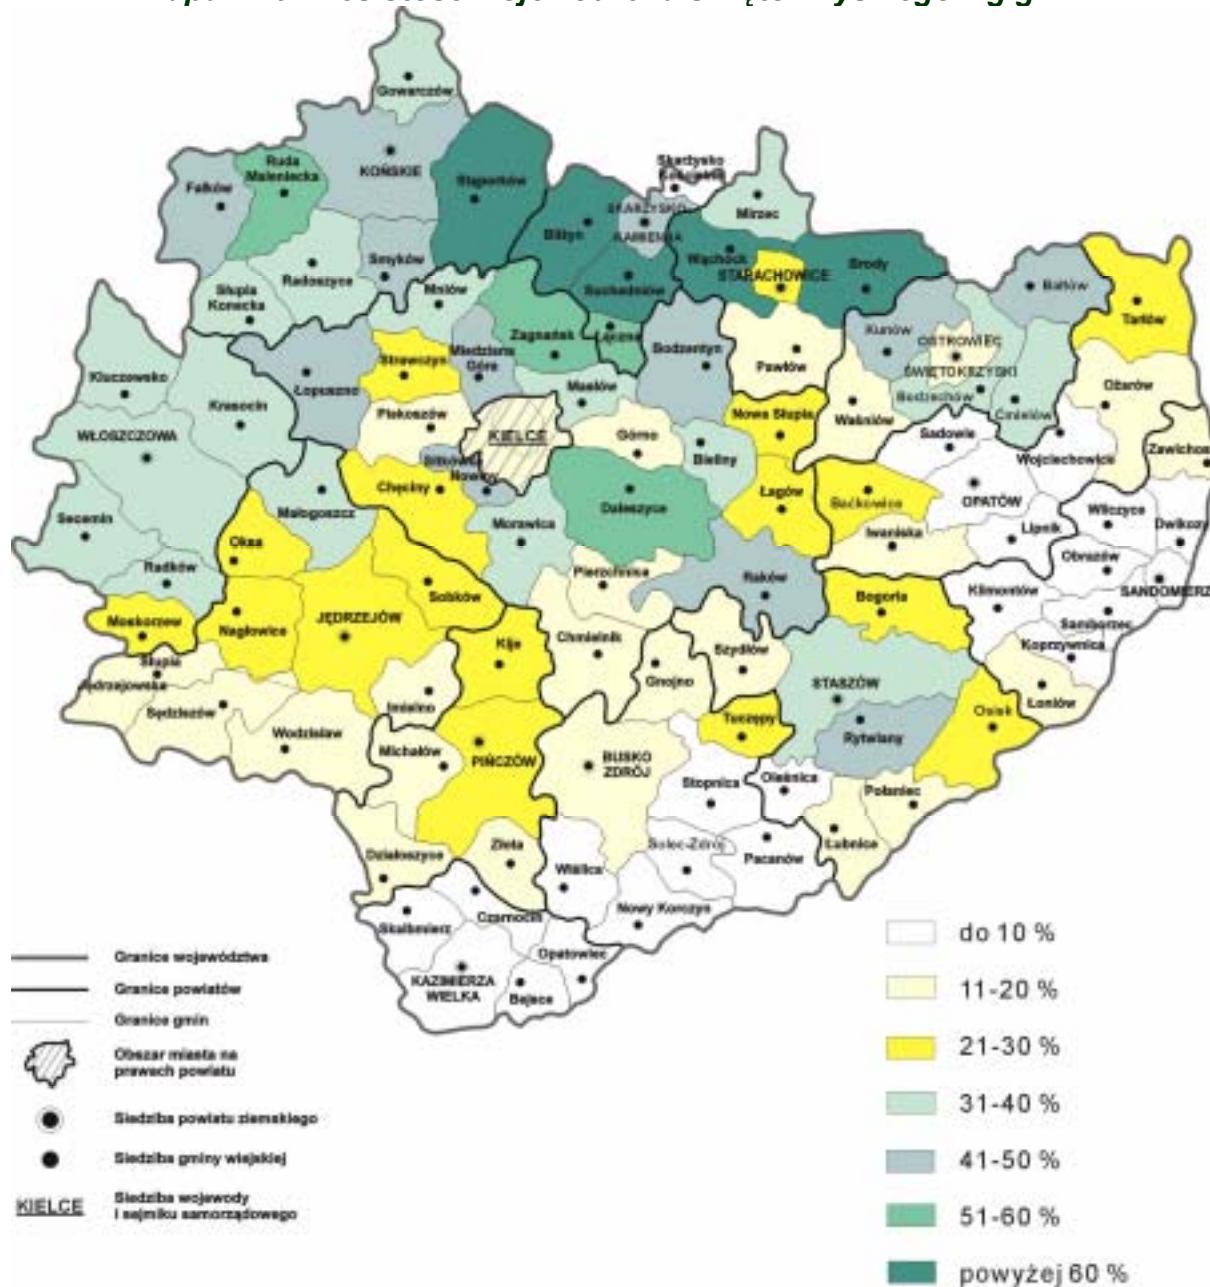 Gowarczów
KOŃSKIE
Ruda
Maleniecka
Fałków
Stąporków
Skarżysko
Kościelne
SKARŻYSKO
KAMIENNA
Mirzec
Bliżyn
Wąchock
STARACHOWICE
Brody
Suchedniów
Radoszyce
Smyków
Słupia
Konecka
Mniów
Zagnańsk
Łączna
Bodzentyn
Pawłów
Kunów
Bałtów
Tarłów
OSTROWIEC
ŚWIĘTOKRZYSKI
Bodzechów
Ćmielów
Ożarów
Kluczewsko
Krasocin
Łopuszno
Strawczyn
Miedziana
Góra
Masłów
Piekoszów
KIELCE
Górno
Nowa Słupia
Waśniów
Sadowie
Wojciechowice
Zawichost
WŁOSZCZOWA
Sitkówka
Nowiny
Chęciny
Bieliny
Daleszyce
Łagów
Baćkowice
OPATÓW
Wilczyce
Dwikozy
Secemin
Małogoszcz
Morawica
Iwaniska
Lipnik
Obrazów
Oksa
Radków
Pierzchnica
Raków
Klimontów
SANDOMIERZ
Moskorzew
Nagłowice
JĘDRZEJÓW
Sobków
Bogoria
Samborzec
Koprzywnica
Słupia
Jędrzejowska
Kije
Chmielnik
Gnojno
Szydłów
STASZÓW
Łoniów
Sędziszów
Imielno
Tuczępy
Rytwiany
Osiek
Wodzisław
Michałów
PIŃCZÓW
BUSKO
ZDRÓJ
Stopnica
Oleśnica
Połaniec
Działoszyce
Złota
Wiślica
Solec-Zdrój
Pacanów
Łubnice
Skalbmierz
Czarnocin
Nowy Korczyn
Opatowiec
KAZIMIERZA
WIELKA
Bejsce
Granice województwa
Granice powiatów
Granice gmin
Obszar miasta na
prawach powiatu
Siedziba powiatu ziemskiego
Siedziba gminy wiejskiej
KIELCE
Siedziba wojewody
i sejmiku samorządowego
do 10 %
11-20 %
21-30 %
31-40 %
41-50 %
51-60 %
powyżej 60 %